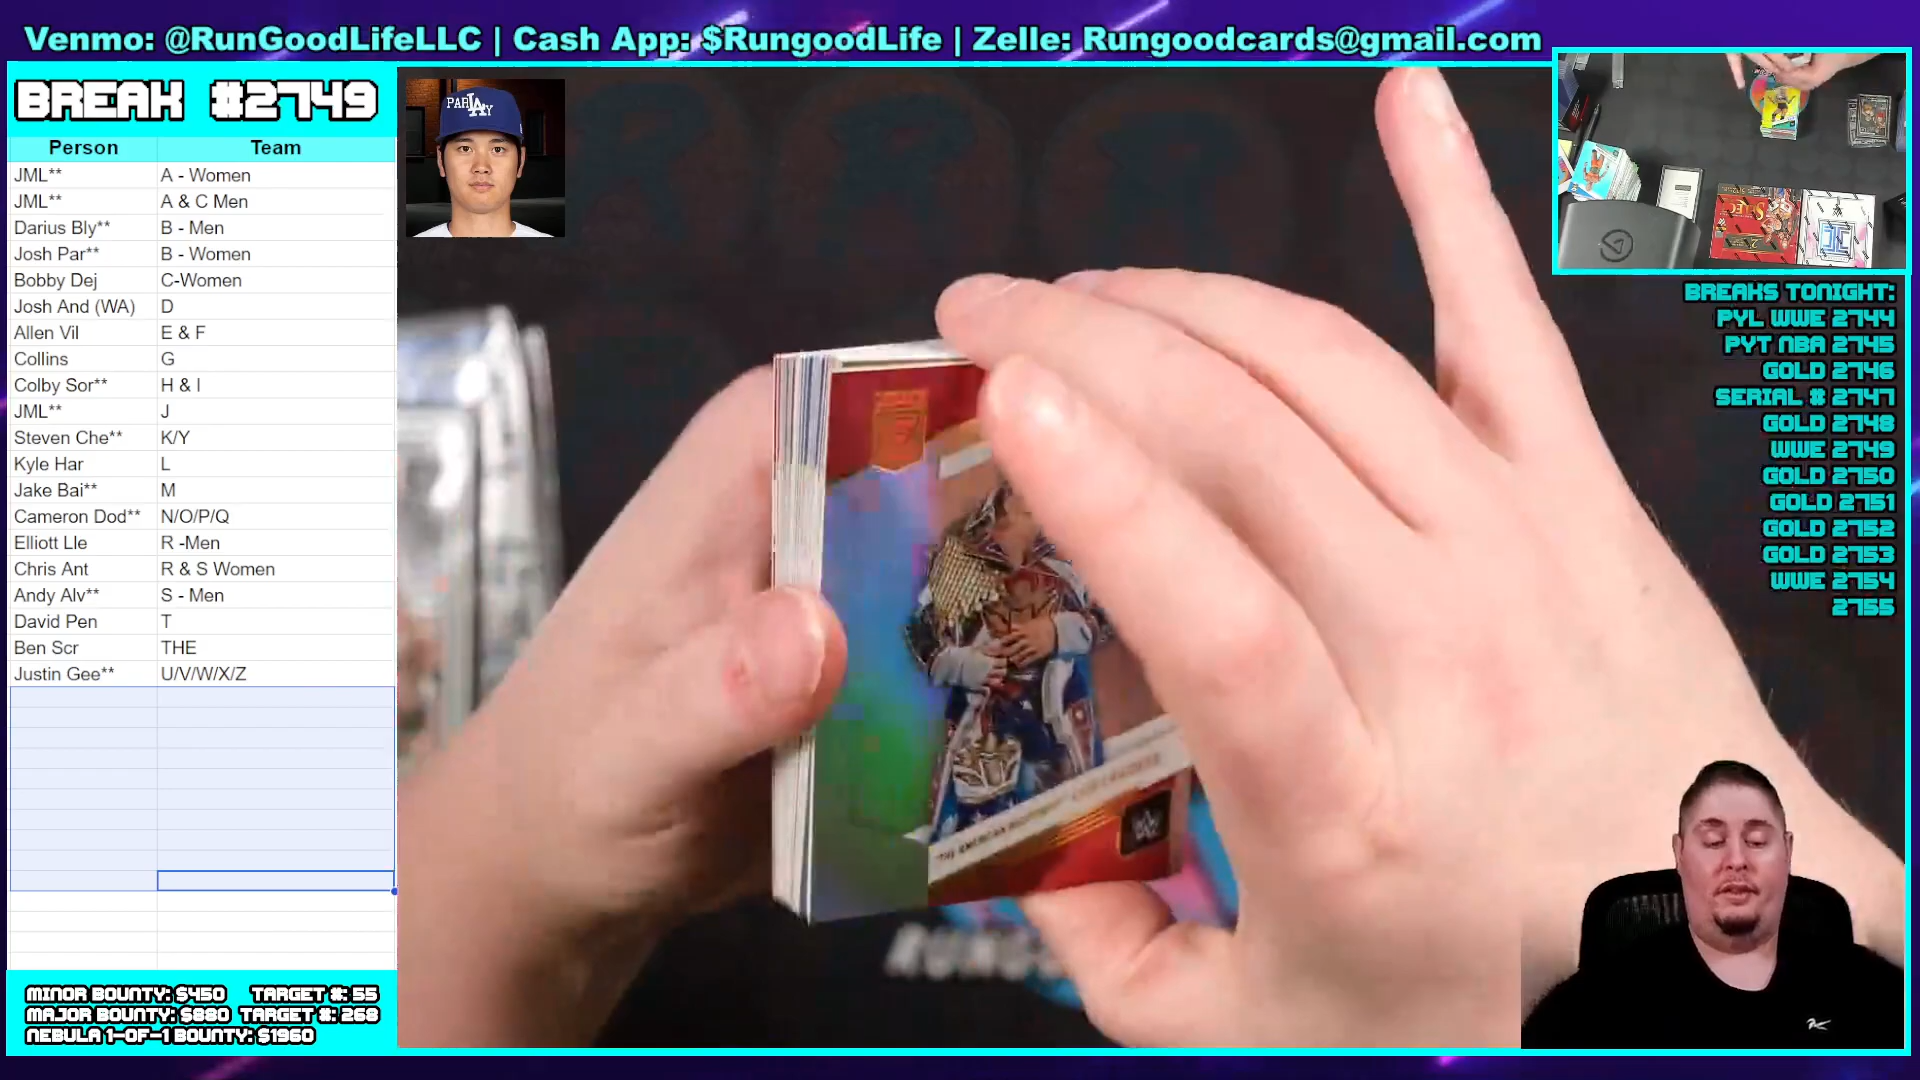 Venmo: @RunGoodLifeLLC | Cash App: $RungoodLife | Zelle: Rungoodcards@gmail.com
BREAK #2749
Person Team
JML** A - Women
JML** A & C Men
Darius Bly** B - Men
Josh Par** B - Women
Bobby Dej C-Women
Josh And (WA) D
Allen Vil E & F
Collins G
Colby Sor** H & I
JML** J
Steven Che** K/Y
Kyle Har L
Jake Bai** M
Cameron Dod** N/O/P/Q
Elliott Lle R -Men
Chris Ant R & S Women
Andy Alv** S - Men
David Pen T
Ben Scr THE
Justin Gee** U/V/W/X/Z
MINOR BOUNTY: $450 TARGET #: 55
MAJOR BOUNTY: $880 TARGET #: 268
NEBULA 1-OF-1 BOUNTY: $1960
PARLAY
LA
SELECT
BREAKS TONIGHT:
PYL WWE 2744
PYT NBA 2745
GOLD 2746
SERIAL # 2747
GOLD 2748
WWE 2749
GOLD 2750
GOLD 2751
GOLD 2752
GOLD 2753
WWE 2754
2755